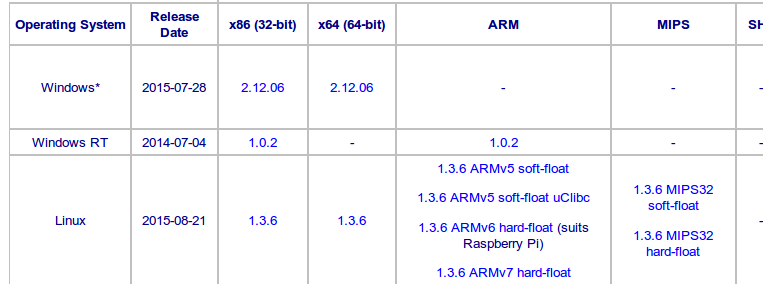 Operating System Release Date x86 (32-bit) x64 (64-bit) ARM MIPS SH
Windows* 2015-07-28 2.12.06 2.12.06 - - -
Windows RT 2014-07-04 1.0.2 - 1.0.2 - -
Linux 2015-08-21 1.3.6 1.3.6
1.3.6 ARMv5 soft-float
1.3.6 ARMv5 soft-float uClibc
1.3.6 ARMv6 hard-float (suits
Raspberry Pi)
1.3.6 ARMv7 hard-float
1.3.6 MIPS32
soft-float
1.3.6 MIPS32
hard-float
-